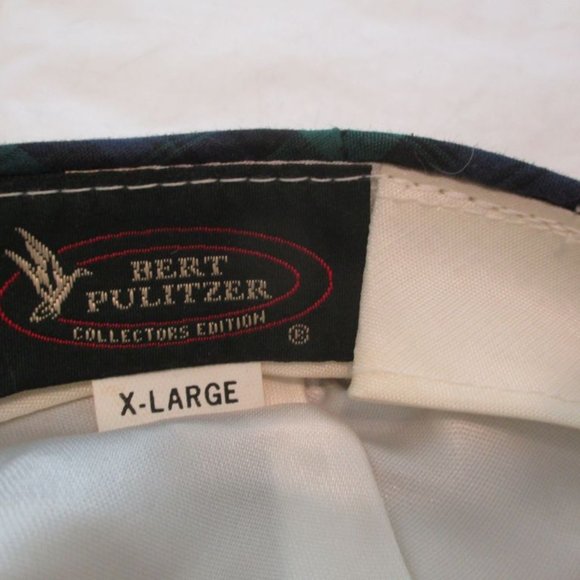 BERT
PULITZER
COLLECTORS EDITION
®
X-LARGE